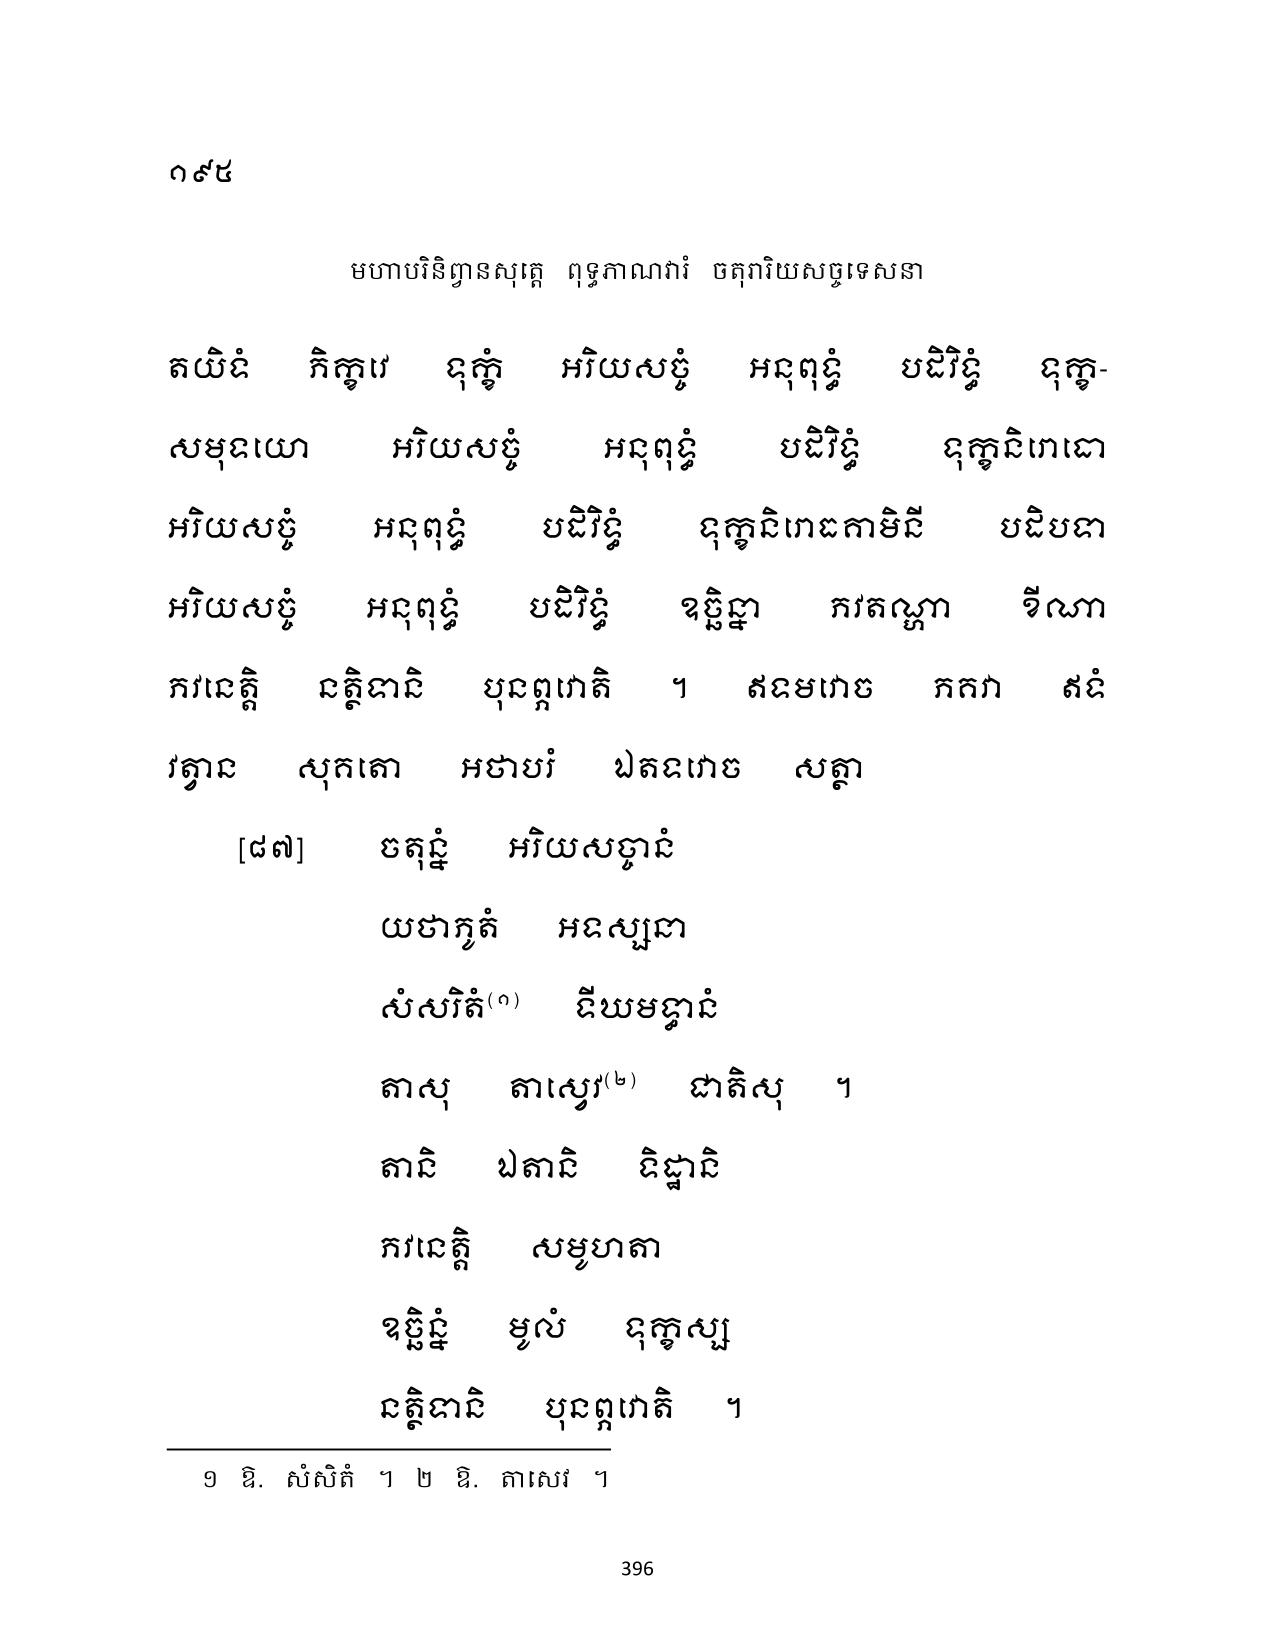 ១៩៥
មហាបរិនិព្វានសុត្តេ ពុទ្ធភាណវារំ ចតុរារិយសច្ចទេសនា
តយិទំ ភិក្ខវេ ទុក្ខំ អរិយសច្ចំ អនុពុទ្ធំ បដិវិទ្ធំ ទុក្ខ-
សមុទយោ អរិយសច្ចំ អនុពុទ្ធំ បដិវិទ្ធំ ទុក្ខនិរោធោ
អរិយសច្ចំ អនុពុទ្ធំ បដិវិទ្ធំ ទុក្ខនិរោធគាមិនី បដិបទា
អរិយសច្ចំ អនុពុទ្ធំ បដិវិទ្ធំ ឧច្ឆិន្នា ភវតណ្ហា ខីណា
ភវនេត្តិ នត្ថិទានិ បុនព្ភវោតិ ។ ឥទមវោច ភគវា ឥទំ
វត្វាន សុគតោ អថាបរំ ឯតទវោច សត្ថា
[៨៧] ចតុន្នំ អរិយសច្ចានំ
យថាភូតំ អទស្សនា
សំសរិតំ(១) ទីឃមទ្ធានំ
តាសុ តាស្វេវ(២) ជាតិសុ ។
តានិ ឯតានិ ទិដ្ឋានិ
ភវនេត្តិ សមូហតា
ឧច្ឆិន្នំ មូលំ ទុក្ខស្ស
នត្ថិទានិ បុនព្ភវោតិ ។
១ ឱ. សំសិតំ ។ ២ ឱ. តាសេវ ។
396